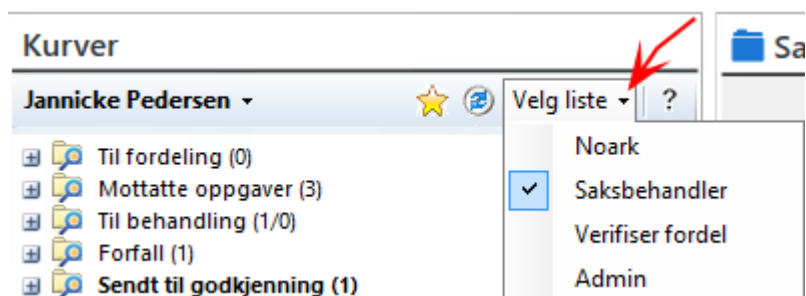 Kurver
Sa
Jannicke Pedersen
Velg liste
?
Til fordeling (0)
Mottatte oppgaver (3)
Til behandling (1/0)
Forfall (1)
Sendt til godkjenning (1)
Noark
Saksbehandler
Verifiser fordel
Admin